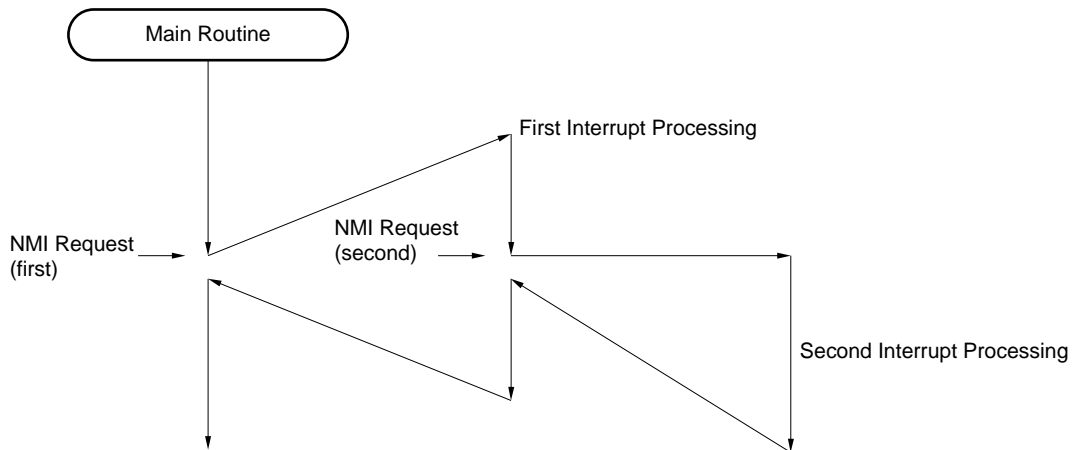 Main Routine
First Interrupt Processing
NMI Request
(first)
NMI Request
(second)
Second Interrupt Processing